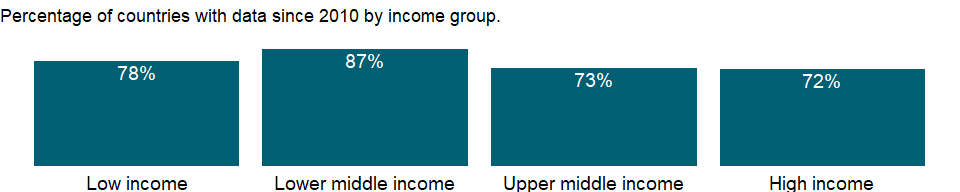 Percentage of countries with data since 2010 by income group.
78%
87%
73%
72%
Low income
Lower middle income
Upper middle income
High income